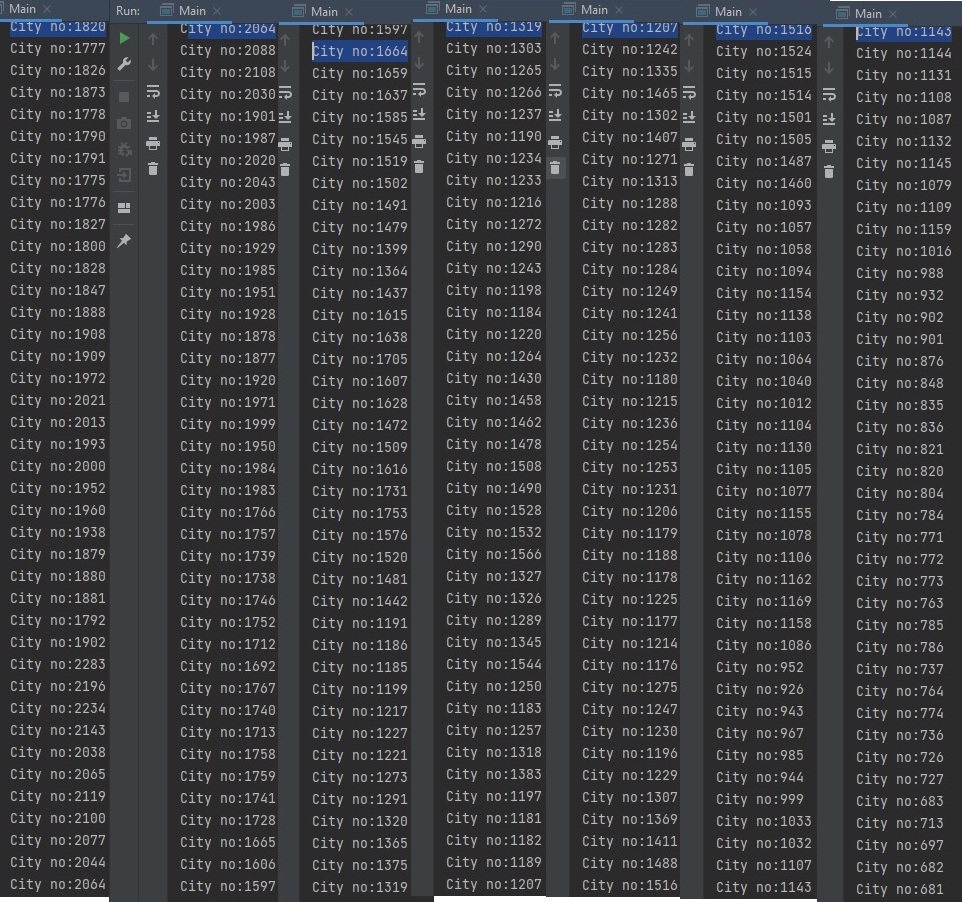 Main
City no:1820
City no:1777
City no:1826
City no:1873
City no:1778
City no:1790
City no:1791
City no:1775
City no:1776
City no:1827
City no:1800
City no:1828
City no:1847
City no:1888
City no:1908
City no:1909
City no:1972
City no:2021
City no:2013
City no:1993
City no:2000
City no:1952
City no:1960
City no:1938
City no:1879
City no:1880
City no:1881
City no:1792
City no:1902
City no:2283
City no:2196
City no:2234
City no:2143
City no:2038
City no:2065
City no:2119
City no:2100
City no:2077
City no:2044
City no:2064
Run: Main
City no:2064
City no:2088
City no:2108
City no:2030
City no:1901
City no:1987
City no:2020
City no:2043
City no:2003
City no:1986
City no:1929
City no:1985
City no:1951
City no:1928
City no:1878
City no:1877
City no:1920
City no:1971
City no:1999
City no:1950
City no:1984
City no:1983
City no:1766
City no:1757
City no:1739
City no:1738
City no:1746
City no:1752
City no:1712
City no:1692
City no:1767
City no:1740
City no:1713
City no:1758
City no:1759
City no:1741
City no:1728
City no:1665
City no:1606
City no:1597
Main
City no:1597
City no:1664
City no:1659
City no:1637
City no:1585
City no:1545
City no:1519
City no:1502
City no:1491
City no:1479
City no:1399
City no:1364
City no:1437
City no:1615
City no:1638
City no:1705
City no:1607
City no:1628
City no:1472
City no:1509
City no:1616
City no:1731
City no:1753
City no:1576
City no:1520
City no:1481
City no:1442
City no:1191
City no:1186
City no:1185
City no:1199
City no:1217
City no:1227
City no:1221
City no:1273
City no:1291
City no:1320
City no:1365
City no:1375
City no:1319
Main
City no:1319
City no:1303
City no:1265
City no:1266
City no:1237
City no:1190
City no:1234
City no:1233
City no:1216
City no:1272
City no:1290
City no:1243
City no:1198
City no:1184
City no:1220
City no:1264
City no:1430
City no:1458
City no:1462
City no:1478
City no:1508
City no:1490
City no:1528
City no:1532
City no:1566
City no:1327
City no:1326
City no:1289
City no:1345
City no:1544
City no:1250
City no:1183
City no:1257
City no:1318
City no:1383
City no:1197
City no:1181
City no:1182
City no:1189
City no:1207
Main
City no:1207
City no:1242
City no:1335
City no:1465
City no:1302
City no:1407
City no:1271
City no:1313
City no:1288
City no:1282
City no:1283
City no:1284
City no:1249
City no:1241
City no:1256
City no:1232
City no:1180
City no:1215
City no:1236
City no:1254
City no:1253
City no:1231
City no:1206
City no:1179
City no:1188
City no:1178
City no:1225
City no:1177
City no:1214
City no:1176
City no:1275
City no:1247
City no:1230
City no:1196
City no:1229
City no:1307
City no:1369
City no:1411
City no:1488
City no:1516
Main
City no:1516
City no:1524
City no:1515
City no:1514
City no:1501
City no:1505
City no:1487
City no:1460
City no:1093
City no:1057
City no:1058
City no:1094
City no:1154
City no:1138
City no:1103
City no:1064
City no:1040
City no:1012
City no:1104
City no:1130
City no:1105
City no:1077
City no:1155
City no:1078
City no:1106
City no:1162
City no:1169
City no:1158
City no:1086
City no:952
City no:926
City no:943
City no:967
City no:985
City no:944
City no:999
City no:1033
City no:1032
City no:1107
City no:1143
Main
City no:1143
City no:1144
City no:1131
City no:1108
City no:1087
City no:1132
City no:1145
City no:1079
City no:1109
City no:1159
City no:1016
City no:988
City no:932
City no:902
City no:901
City no:876
City no:848
City no:835
City no:836
City no:821
City no:820
City no:804
City no:784
City no:771
City no:772
City no:773
City no:763
City no:785
City no:786
City no:737
City no:764
City no:774
City no:736
City no:726
City no:727
City no:683
City no:713
City no:697
City no:682
City no:681